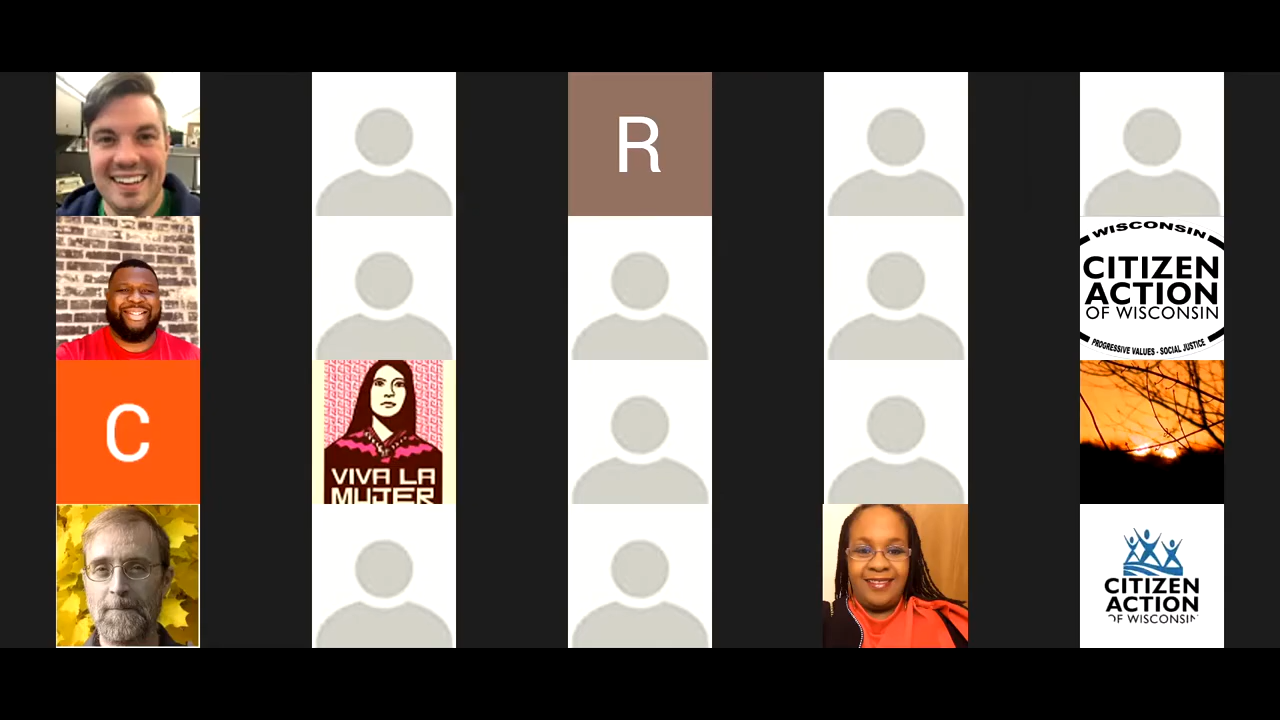 R
WISCONSIN
CITIZEN
ACTION
OF WISCONSIN
PROGRESSIVE VALUES - SOCIAL JUSTICE
C
VIVA LA
MUJER
CITIZEN
ACTION
OF WISCONSIN